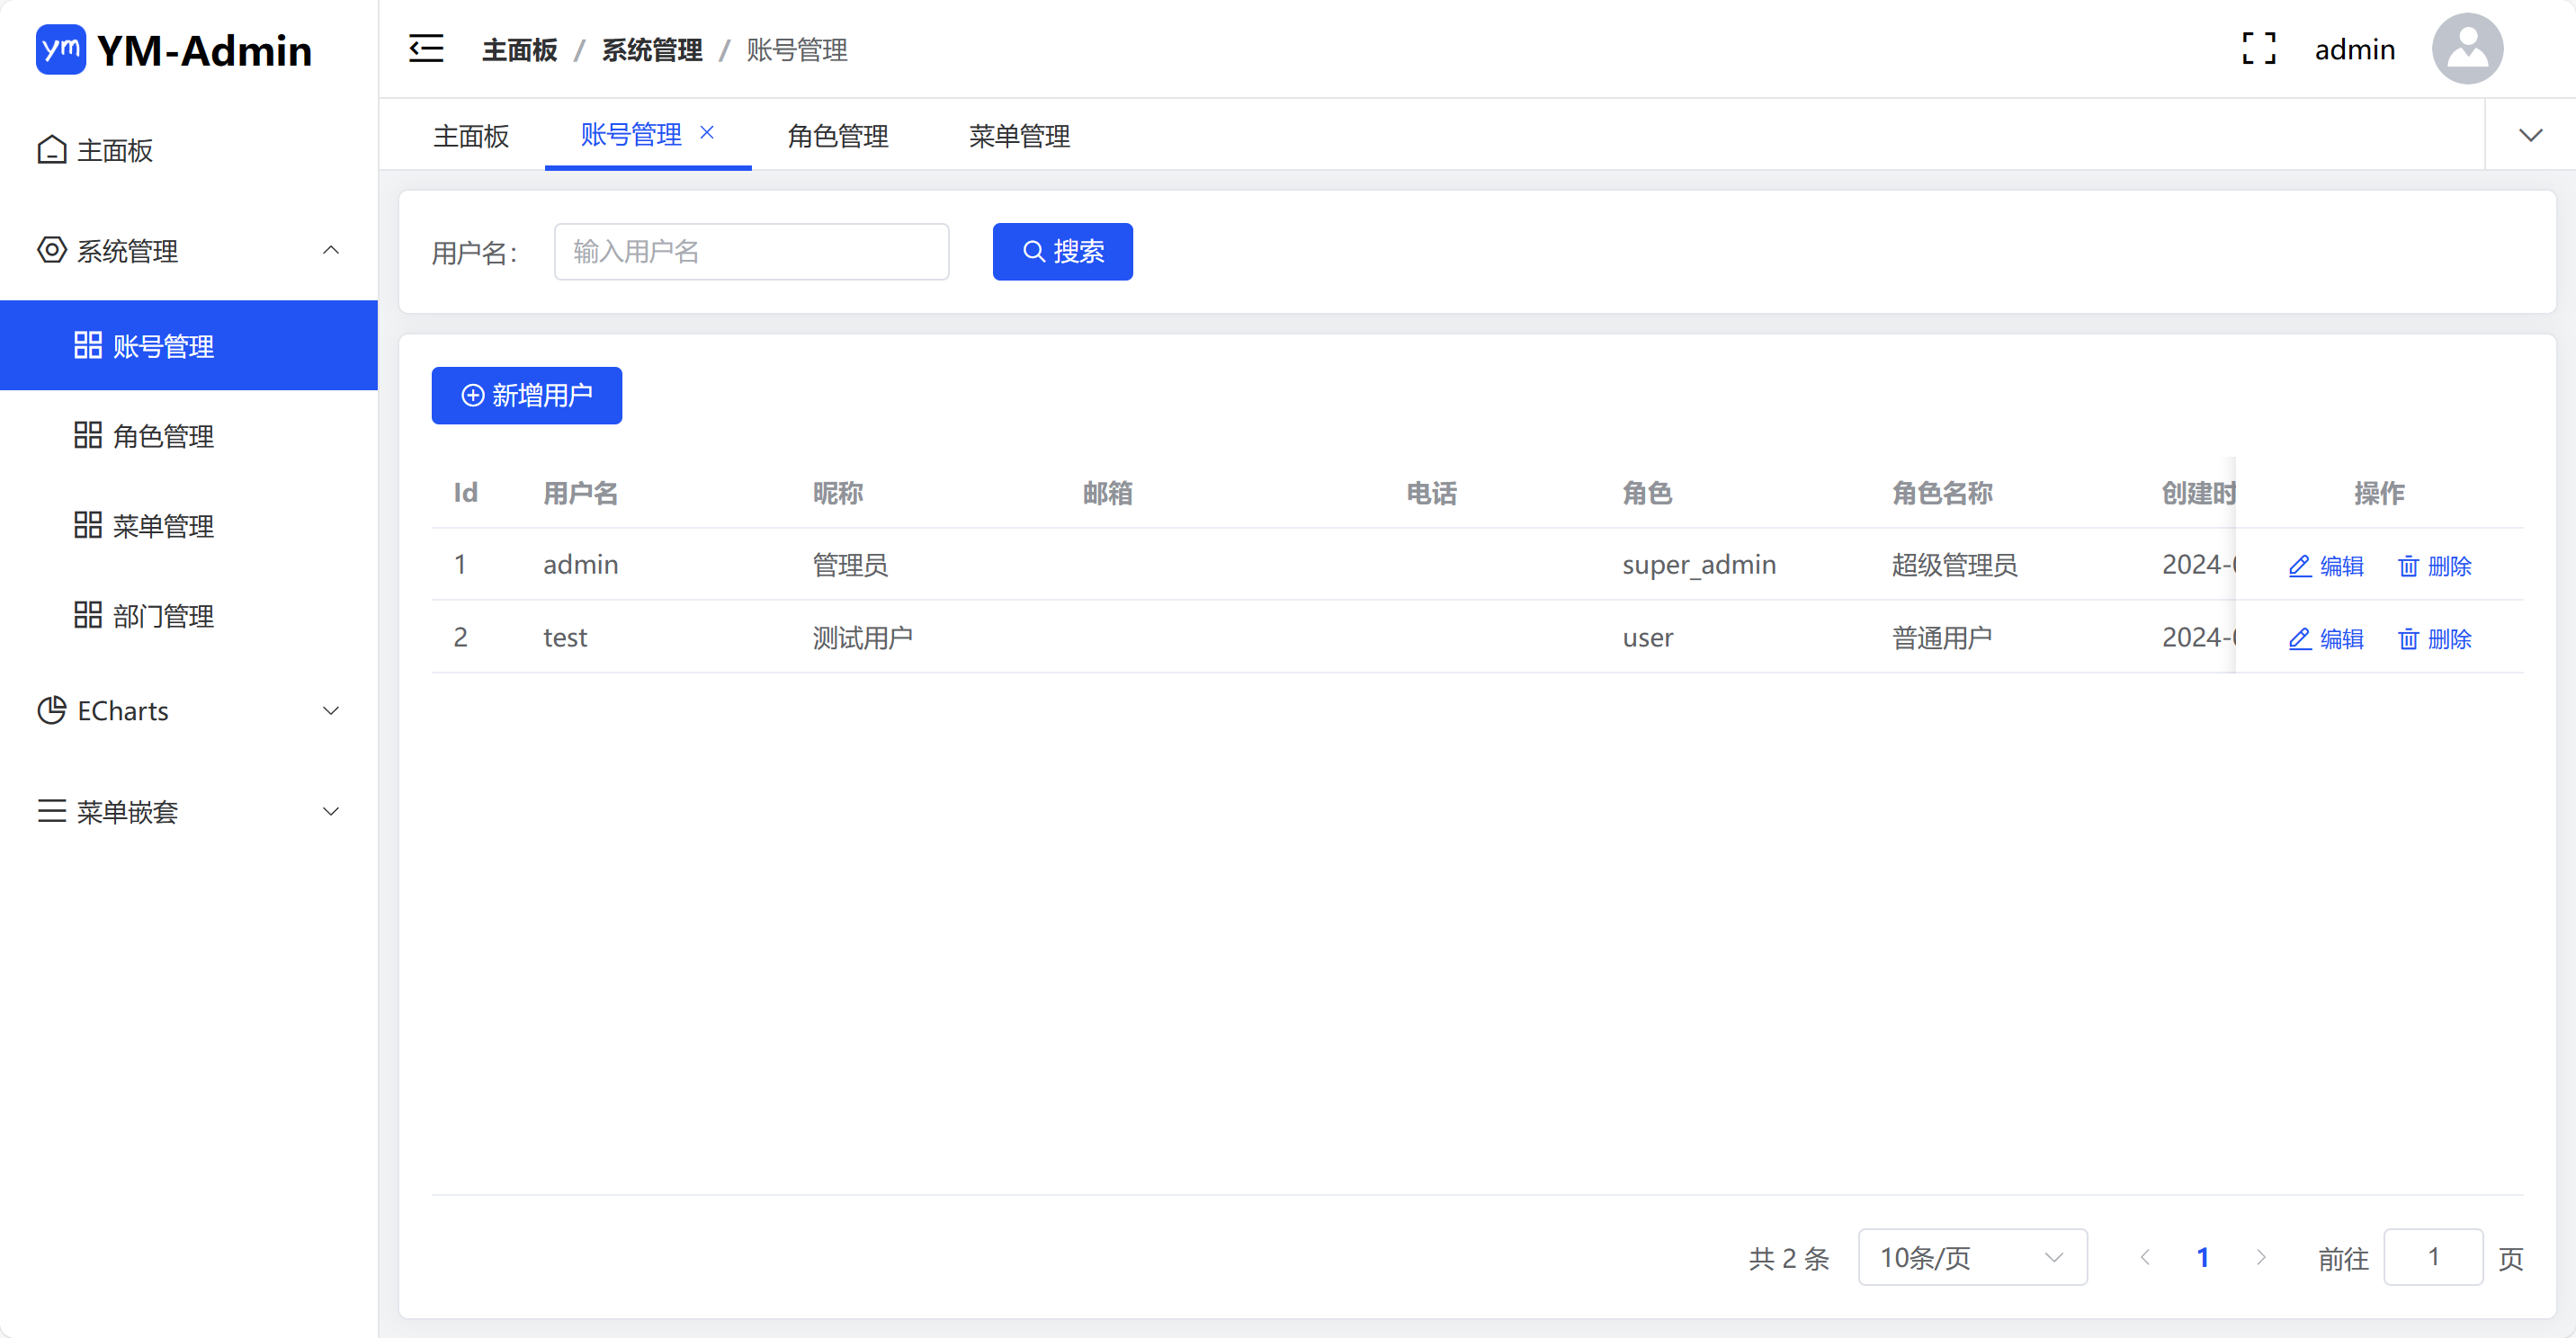 ym YM-Admin
主面板 / 系统管理 / 账号管理
admin
主面板
系统管理
账号管理
角色管理
菜单管理
部门管理
ECharts
菜单嵌套
主面板 账号管理 角色管理 菜单管理
用户名: 输入用户名 搜索
新增用户
Id 用户名 昵称 邮箱 电话 角色 角色名称 创建时 操作
1 admin 管理员 super_admin 超级管理员 2024- 编辑 删除
2 test 测试用户 user 普通用户 2024- 编辑 删除
共 2 条 10条/页 1 前往 1 页